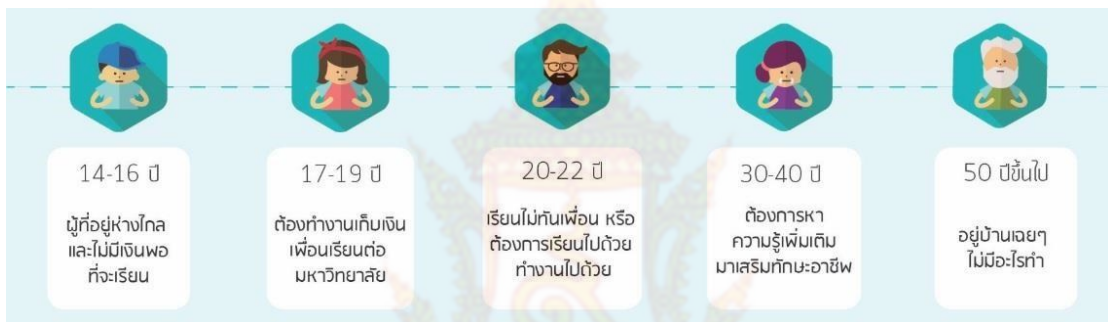 14-16 ปี
ผู้ที่อยู่ห่างไกล
และไม่มีเงินพอ
ที่จะเรียน
17-19 ปี
ต้องทำงานเก็บเงิน
เพื่อนเรียนต่อ
มหาวิทยาลัย
20-22 ปี
เรียนไม่ทันเพื่อน หรือ
ต้องการเรียนไปด้วย
ทำงานไปด้วย
30-40 ปี
ต้องการหา
ความรู้เพิ่มเติม
มาเสริมทักษะอาชีพ
50 ปีขึ้นไป
อยู่บ้านเฉยๆ
ไม่มีอะไรทำ